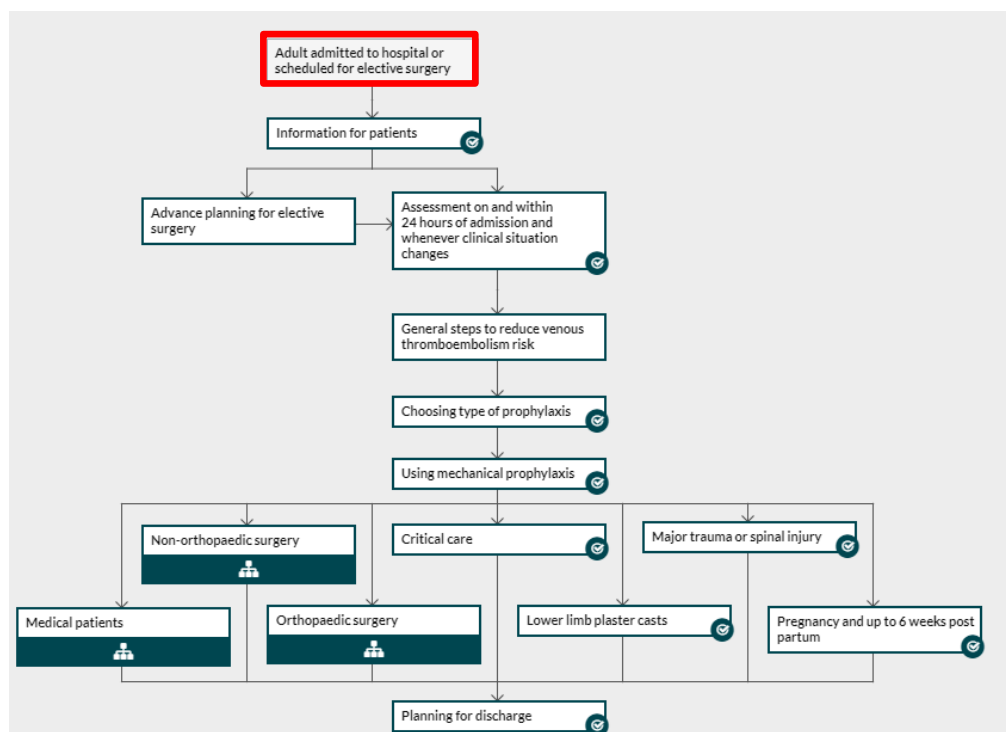 Adult admitted to hospital or
scheduled for elective surgery
Information for patients
Advance planning for elective
surgery
Assessment on and within
24 hours of admission and
whenever clinical situation
changes
General steps to reduce venous
thromboembolism risk
Choosing type of prophylaxis
Using mechanical prophylaxis
Non-orthopaedic surgery
Critical care
Major trauma or spinal injury
Medical patients
Orthopaedic surgery
Lower limb plaster casts
Pregnancy and up to 6 weeks post
partum
Planning for discharge